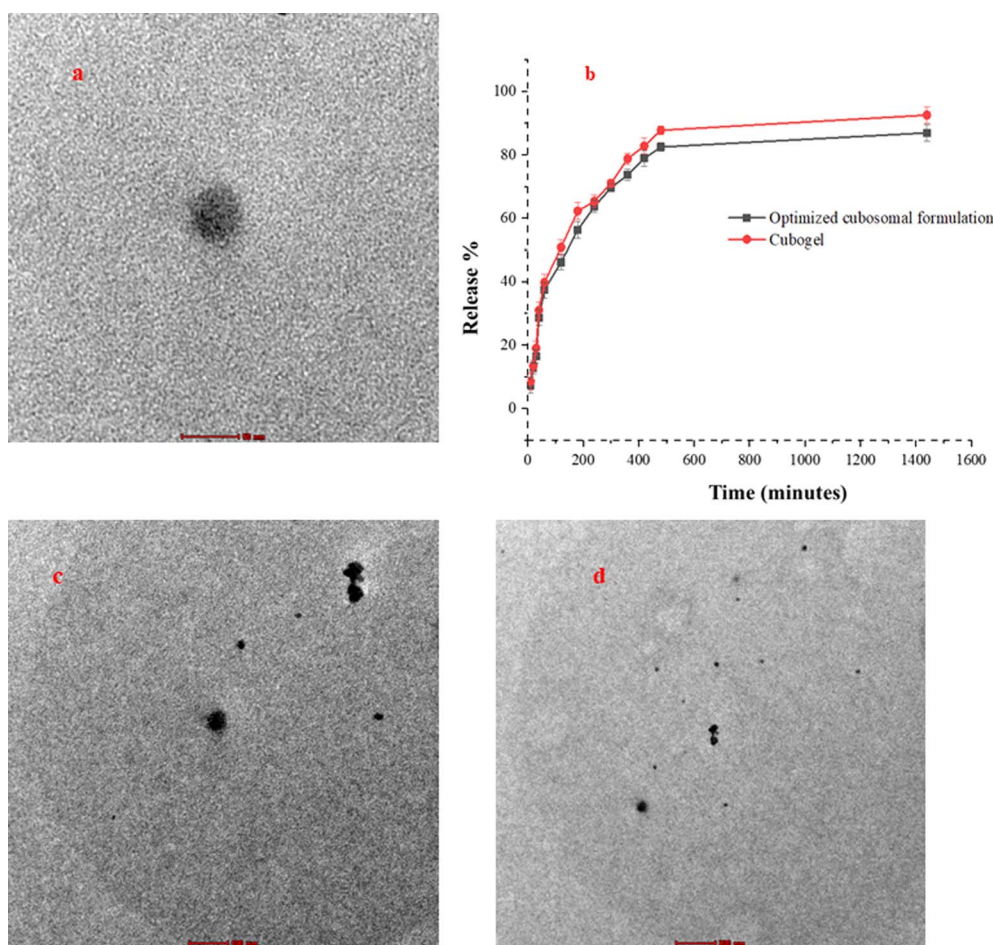 a
b
100
80
60
40
20
0
Release %
Optimized cubosomal formulation
Cubogel
0 200 400 600 800 1000 1200 1400 1600
Time (minutes)
c
d